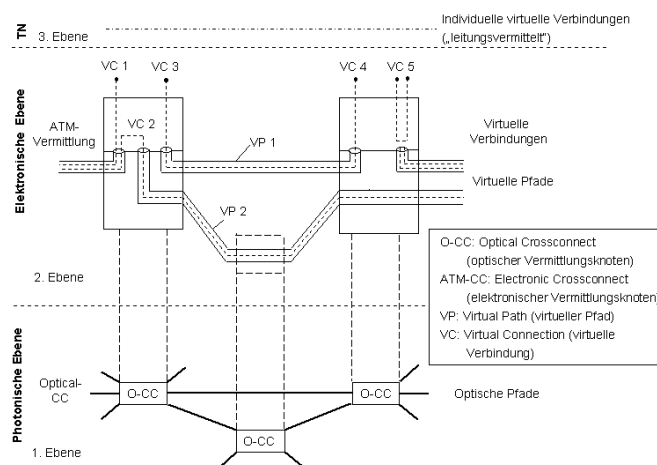 TN
3. Ebene
Individuelle virtuelle Verbindungen
(„leitungsvermittelt")
VC 1
VC 3
VC 4
VC 5
Elektronische Ebene
ATM-
Vermittlung
VC 2
VP 1
Virtuelle
Verbindungen
Virtuelle Pfade
VP 2
2. Ebene
O-CC: Optical Crossconnect
(optischer Vermittlungsknoten)
ATM-CC: Electronic Crossconnect
(elektronischer Vermittlungsknoten)
VP: Virtual Path (virtueller Pfad)
VC: Virtual Connection (virtuelle
Verbindung)
Photonische Ebene
Optical-
CC
O-CC
O-CC
Optische Pfade
O-CC
1. Ebene